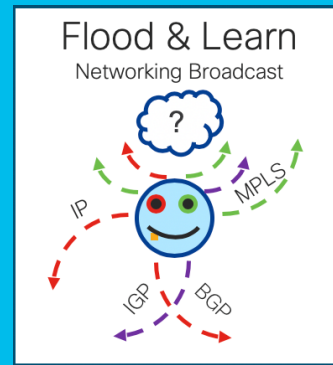 Flood & Learn
Networking Broadcast
?
MPLS
IP
IGP
BGP